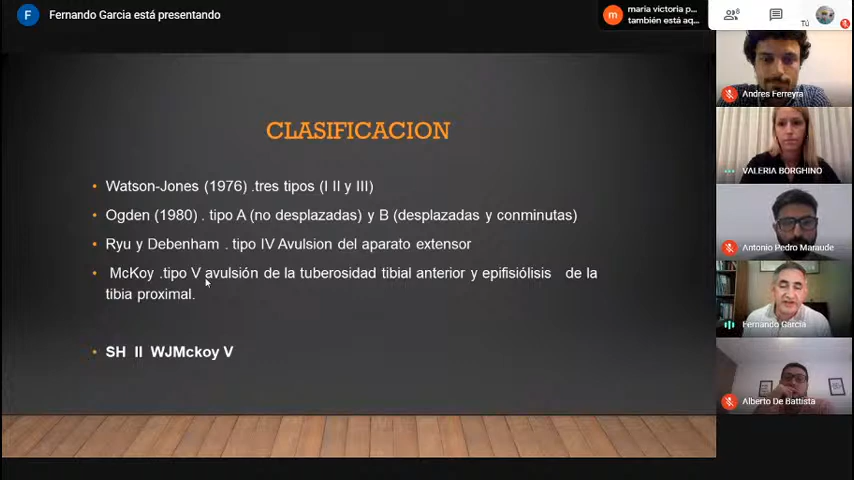 F Fernando Garcia está presentando
m maria victoria p...
también está aq...
8
Tú
CLASIFICACION
• Watson-Jones (1976) .tres tipos (I II y III)
• Ogden (1980) . tipo A (no desplazadas) y B (desplazadas y conminutas)
• Ryu y Debenham . tipo IV Avulsion del aparato extensor
• McKoy .tipo V avulsión de la tuberosidad tibial anterior y epifisiólisis de la
tibia proximal.
• SH II WJMckoy V
Andres Ferreyra
VALERIA BORGHINO
Antonio Pedro Maraude
Fernando Garcia
Alberto De Battista